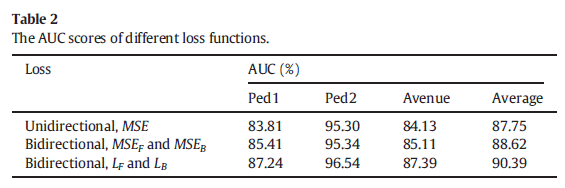 Table 2
The AUC scores of different loss functions.
Loss AUC (%)
Ped1 Ped2 Avenue Average
Unidirectional, MSE 83.81 95.30 84.13 87.75
Bidirectional, MSE_F and MSE_B 85.41 95.34 85.11 88.62
Bidirectional, L_F and L_B 87.24 96.54 87.39 90.39